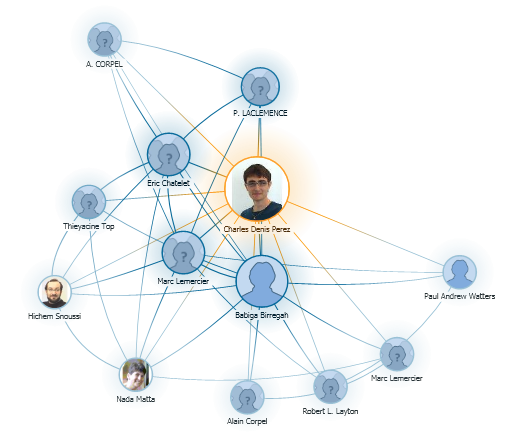 A. CORPEL
P. LACLEMENCE
Eric Chatelet
Thieyacine Top
Charles Denis Perez
Marc Lemercier
Paul Andrew Watters
Hichem Snoussi
Babiga Birregah
Marc Lemercier
Nada Matta
Robert L. Layton
Alain Corpel